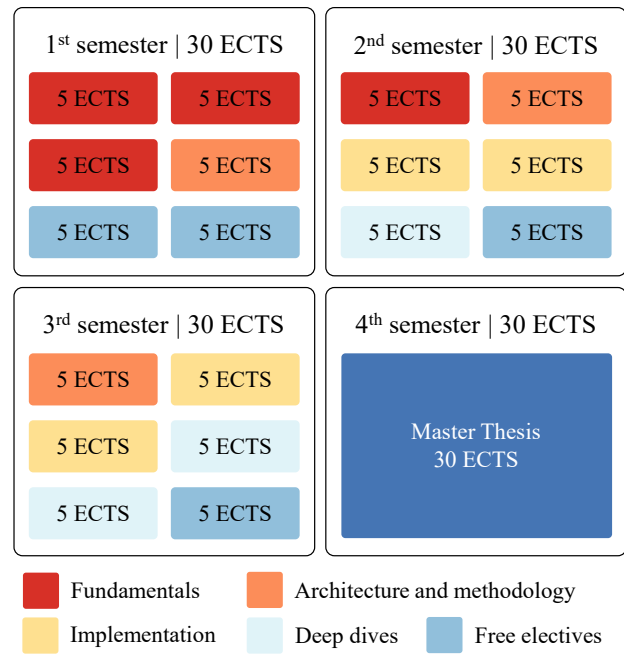 1st semester | 30 ECTS
5 ECTS 5 ECTS
5 ECTS 5 ECTS
5 ECTS 5 ECTS
2nd semester | 30 ECTS
5 ECTS 5 ECTS
5 ECTS 5 ECTS
5 ECTS 5 ECTS
3rd semester | 30 ECTS
5 ECTS 5 ECTS
5 ECTS 5 ECTS
5 ECTS 5 ECTS
4th semester | 30 ECTS
Master Thesis
30 ECTS
Fundamentals Architecture and methodology
Implementation Deep dives Free electives